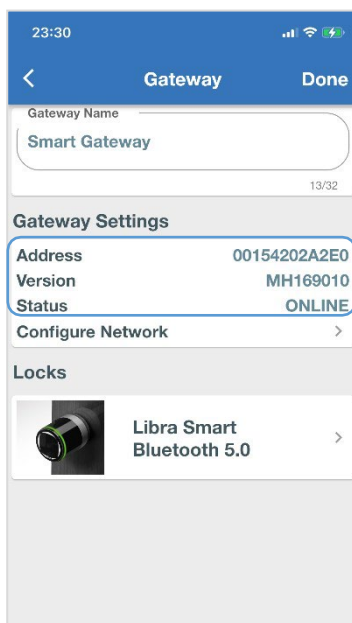 23:30
Gateway
Done
Gateway Name
Smart Gateway
13/32
Gateway Settings
Address 00154202A2E0
Version MH169010
Status ONLINE
Configure Network
Locks
Libra Smart
Bluetooth 5.0